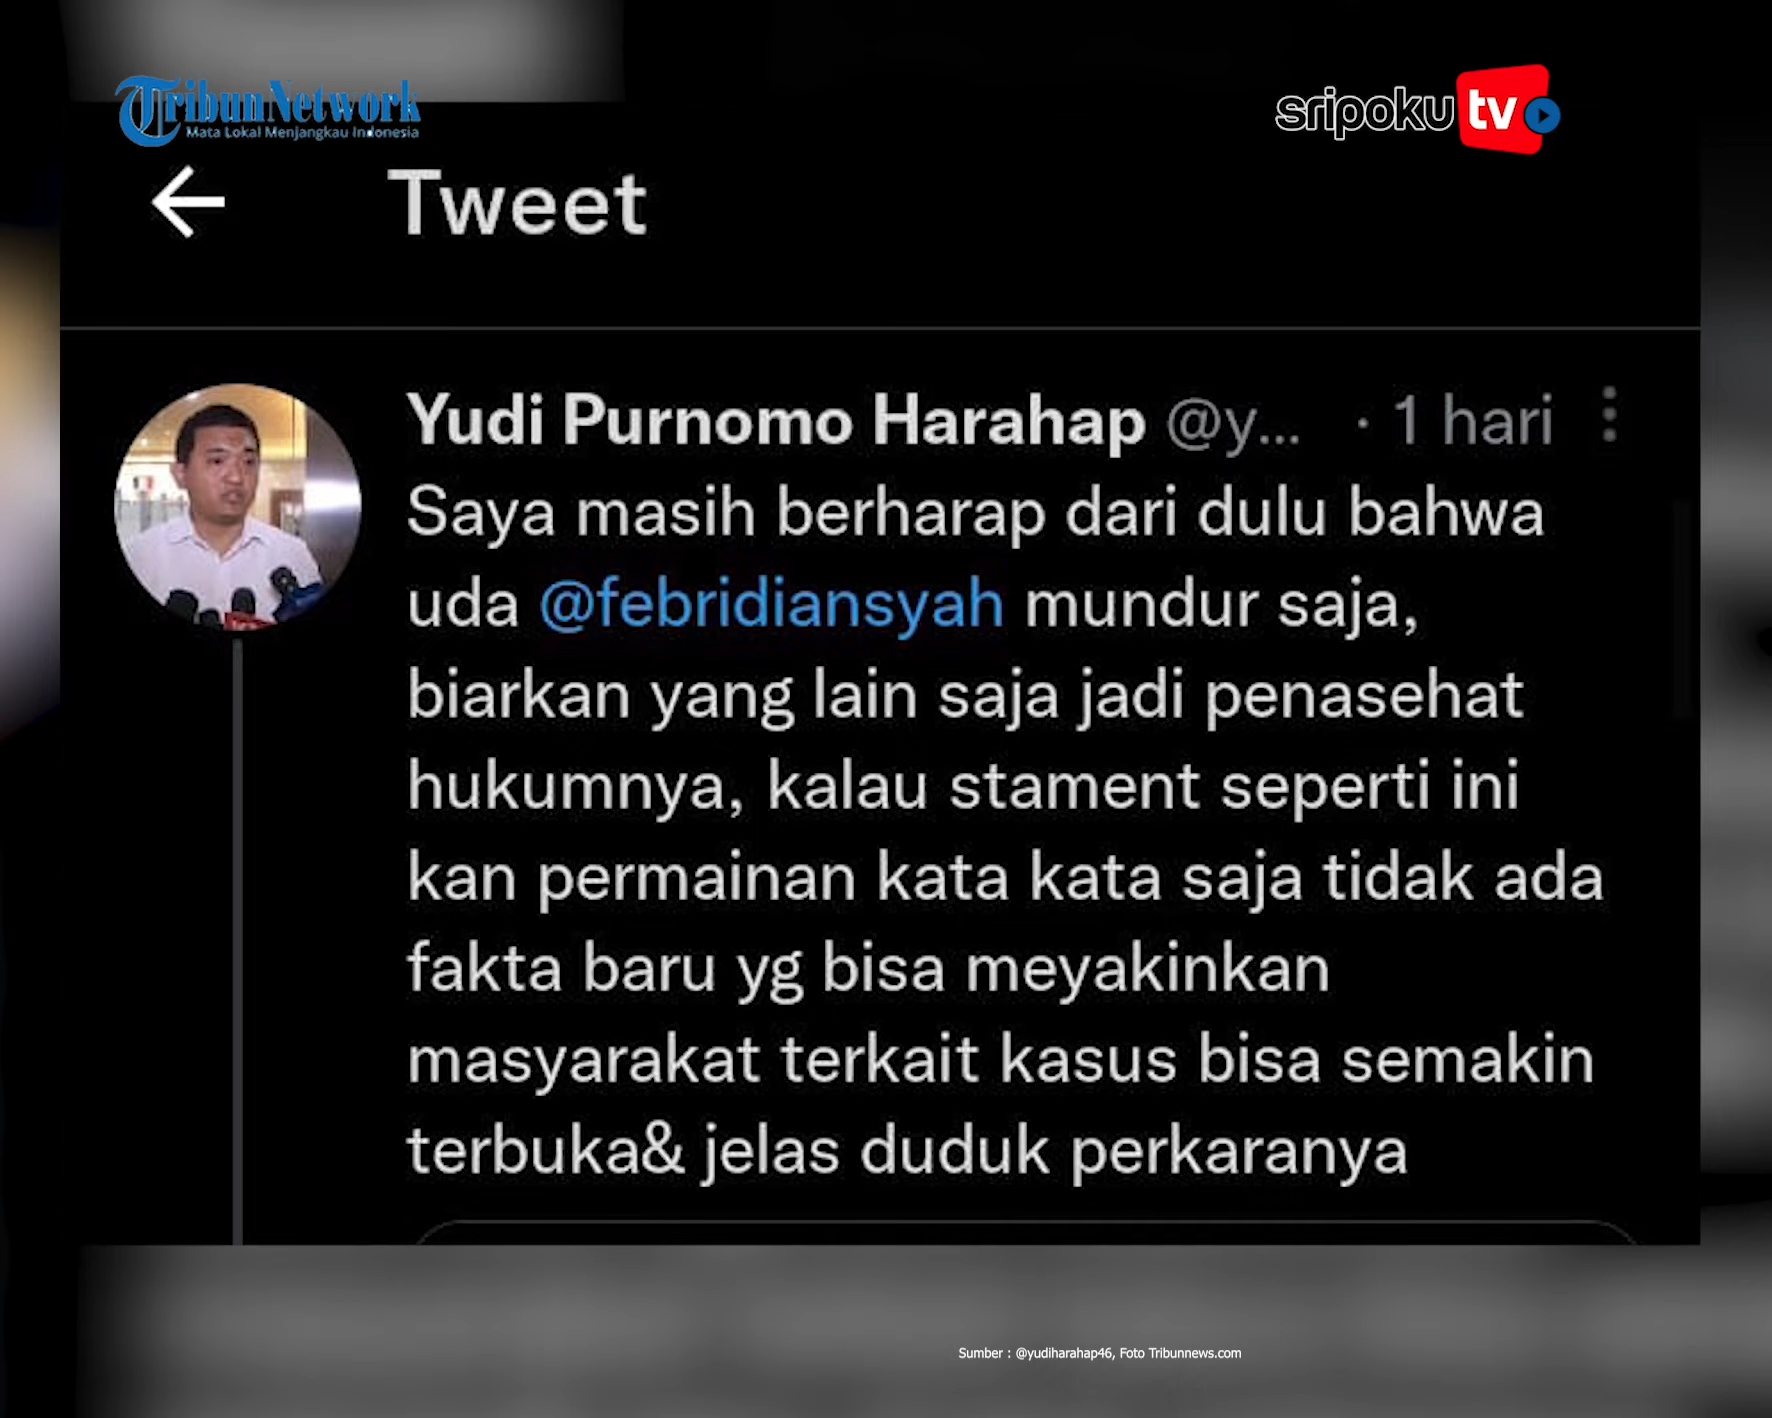 TribunNetwork
Mata Lokal Menjangkau Indonesia
sripoku tv
Tweet
Yudi Purnomo Harahap @y... · 1 hari
Saya masih berharap dari dulu bahwa
uda @febridiansyah mundur saja,
biarkan yang lain saja jadi penasehat
hukumnya, kalau stament seperti ini
kan permainan kata kata saja tidak ada
fakta baru yg bisa meyakinkan
masyarakat terkait kasus bisa semakin
terbuka& jelas duduk perkaranya
Sumber : @yudiharahap46, Foto Tribunnews.com